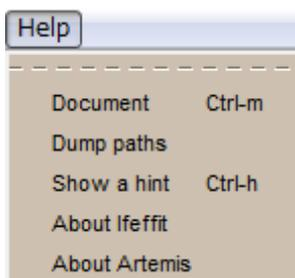 Help
Document Ctrl-m
Dump paths
Show a hint Ctrl-h
About Ifeffit
About Artemis